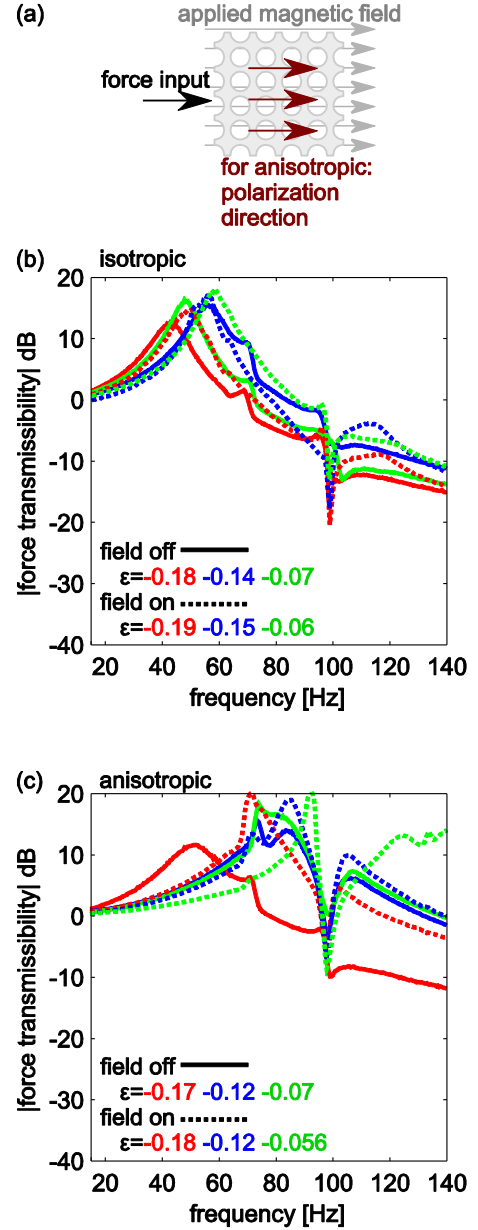 (a)
applied magnetic field
force input
for anisotropic:
polarization
direction
(b)
isotropic
20
10
0
-10
-20
-30
-40
|force transmissibility| dB
field off
ε=-0.18 -0.14 -0.07
field on
ε=-0.19 -0.15 -0.06
20 40 60 80 100 120 140
frequency [Hz]
(c)
anisotropic
20
10
0
-10
-20
-30
-40
|force transmissibility| dB
field off
ε=-0.17 -0.12 -0.07
field on
ε=-0.18 -0.12 -0.056
20 40 60 80 100 120 140
frequency [Hz]